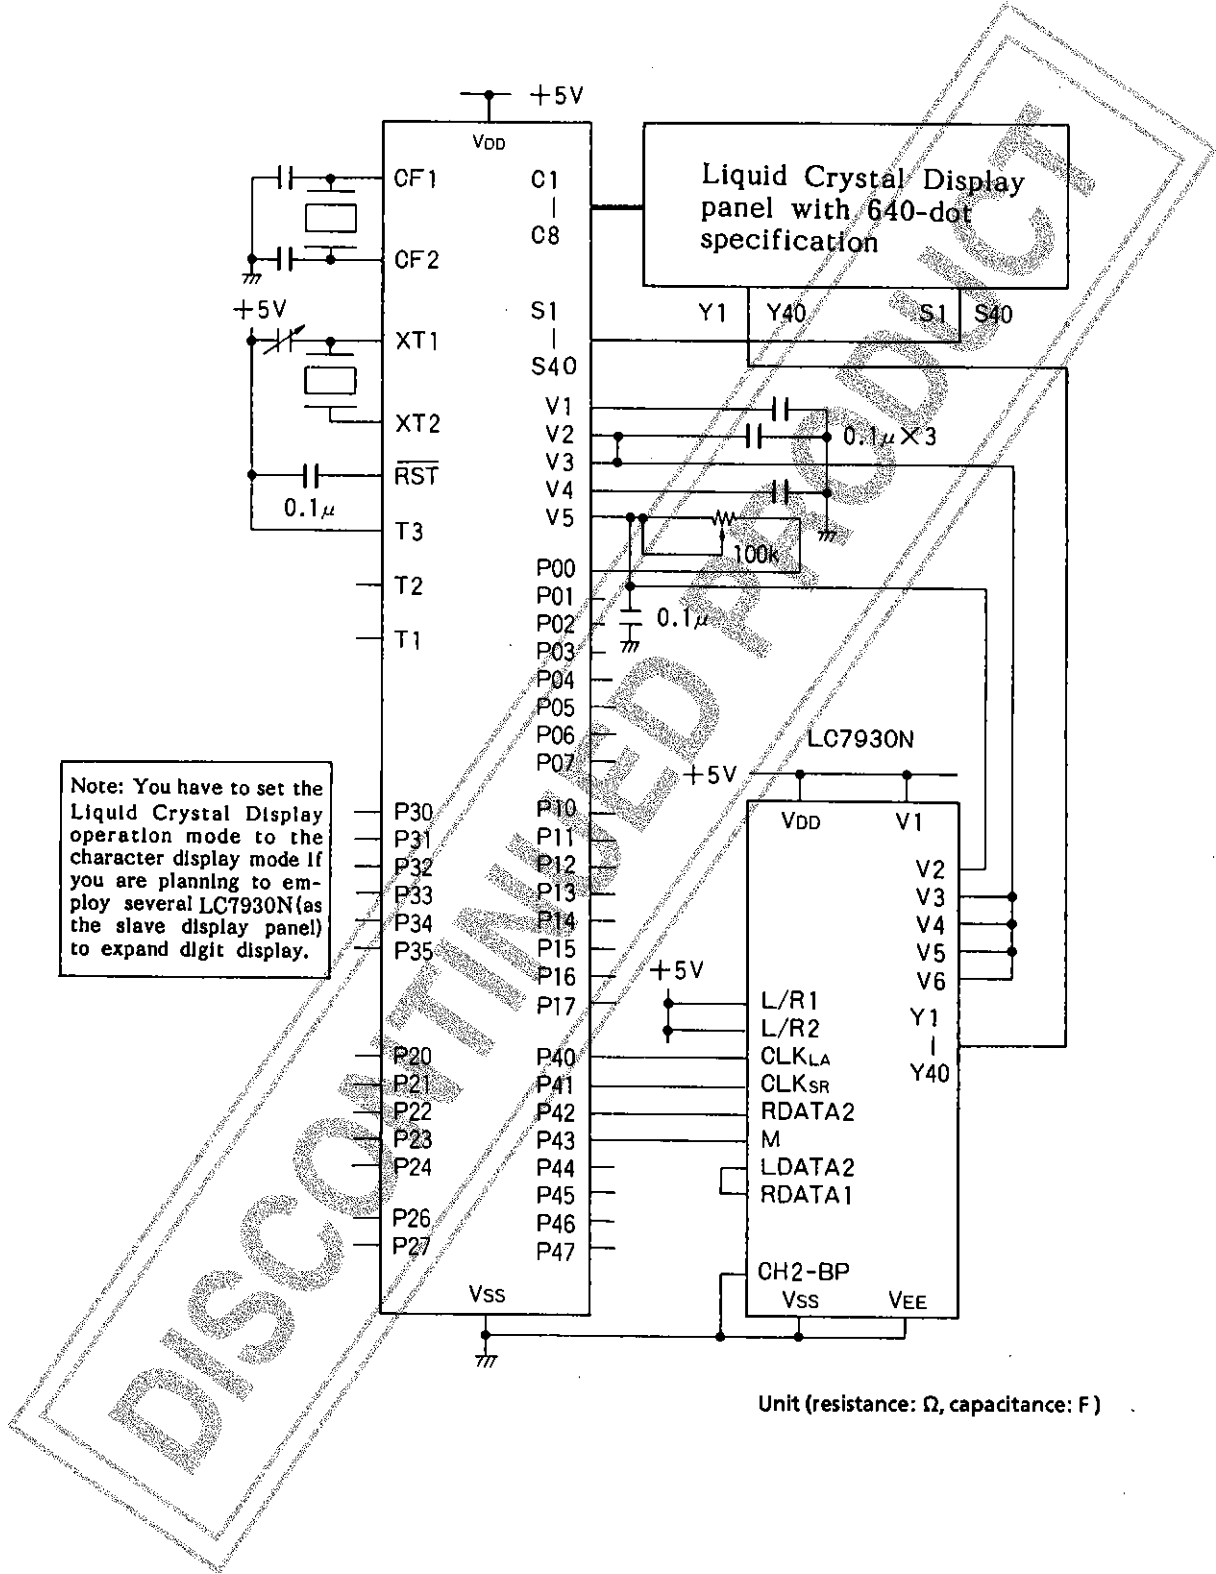 +5V
VDD
CF1
C1
C8
CF2
Liquid Crystal Display
panel with 640-dot
specification
+5V
S1
Y1
Y40
S1
S40
XT1
S40
XT2
V1
V2
0.1μ×3
V3
RST
V4
0.1μ
V5
T3
100k
P00
T2
P01
P02
0.1μ
T1
P03
P04
P05
P06
P07
LC7930N
+5V
Note: You have to set the
Liquid Crystal Display
operation mode to the
character display mode if
you are planning to em-
ploy several LC7930N(as
the slave display panel)
to expand digit display.
P30
P31
P32
P33
P34
P35
P10
P11
P12
P13
P14
P15
P16
P17
VDD
V1
V2
V3
V4
V5
V6
+5V
L/R1
L/R2
CLKLA
CLKSR
RDATA2
M
LDATA2
RDATA1
Y1
Y40
P20
P21
P22
P23
P24
P26
P27
P40
P41
P42
P43
P44
P45
P46
P47
CH2-BP
VSS
VSS
VEE
Unit (resistance: Ω, capacitance: F)
DISCONTINUED PRODUCT